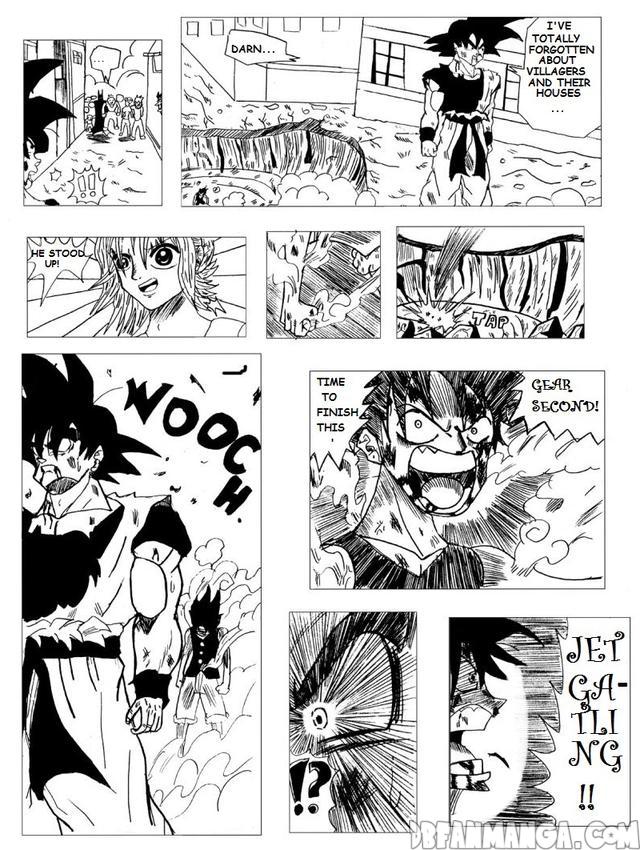 ...
!!
DARN...
I'VE
TOTALLY
FORGOTTEN
ABOUT
VILLAGERS
AND THEIR
HOUSES
...
HE STOOD
UP!
TAP
WOOCH
TIME
TO
FINISH
THIS
GEAR
SECOND!
!?
JET
GA-
TLI
NG
!!
DBFANMANGA.COM